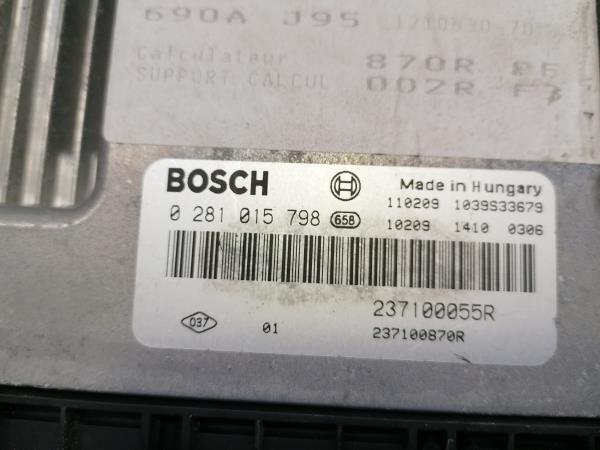 690A J95
Calculateur 870R
SUPPORT CALCUL 002R
BOSCH Made in Hungary
110209 1039S33679
0 281 015 798 658 10209 1410 0306
237100055R
037 01 237100870R